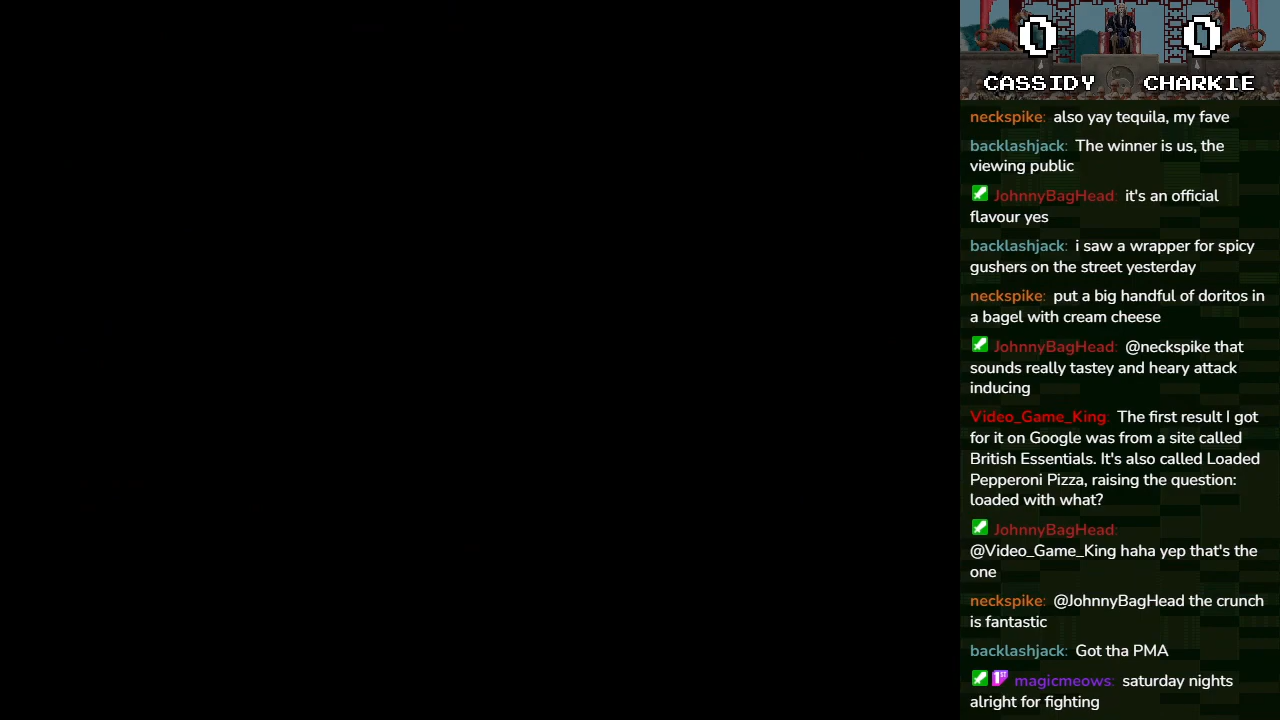 0 0
CASSIDY CHARKIE
neckspike: also yay tequila, my fave
backlashjack: The winner is us, the
viewing public
JohnnyBagHead: it's an official
flavour yes
backlashjack: i saw a wrapper for spicy
gushers on the street yesterday
neckspike: put a big handful of doritos in
a bagel with cream cheese
JohnnyBagHead: @neckspike that
sounds really tastey and heary attack
inducing
Video_Game_King: The first result I got
for it on Google was from a site called
British Essentials. It's also called Loaded
Pepperoni Pizza, raising the question:
loaded with what?
JohnnyBagHead:
@Video_Game_King haha yep that's the
one
neckspike: @JohnnyBagHead the crunch
is fantastic
backlashjack: Got tha PMA
1st magicmeows: saturday nights
alright for fighting